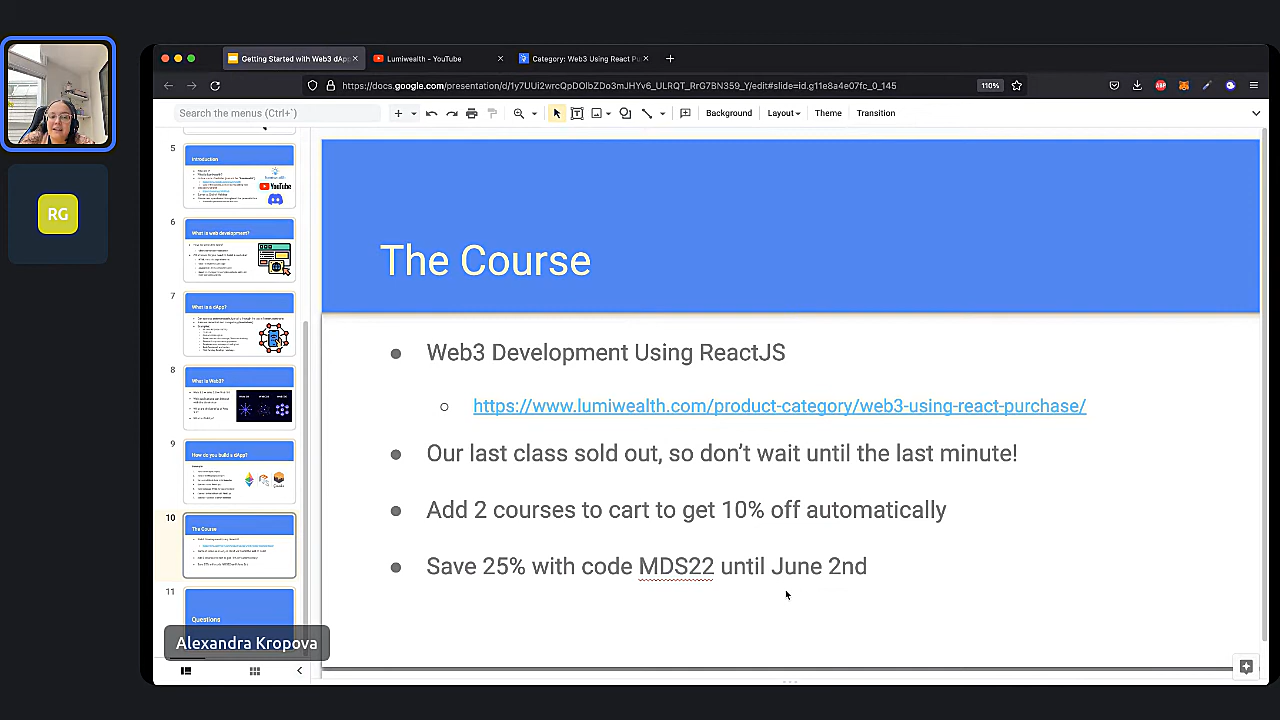 Getting Started with Web3 dAp
Lumiwealth - YouTube
Category: Web3 Using React Pu
https://docs.google.com/presentation/d/1y7UUi2wrcQpDOlbZDo3mJHYv6_ULRQT_RrG7BDS59_Y/edit#slide=id.g11e8a4e07fc_0_145
110%
ABP
Search the menus (Ctrl+')
Background
Layout
Theme
Transition
RG
5
Introduction
YouTube
6
What is web development?
7
What is a dApp?
8
What is Web3?
9
How do you build a dApp?
10
The Course
11
Questions
The Course
Web3 Development Using ReactJS
https://www.lumiwealth.com/product-category/web3-using-react-purchase/
Our last class sold out, so don’t wait until the last minute!
Add 2 courses to cart to get 10% off automatically
Save 25% with code MDS22 until June 2nd
Alexandra Kropova